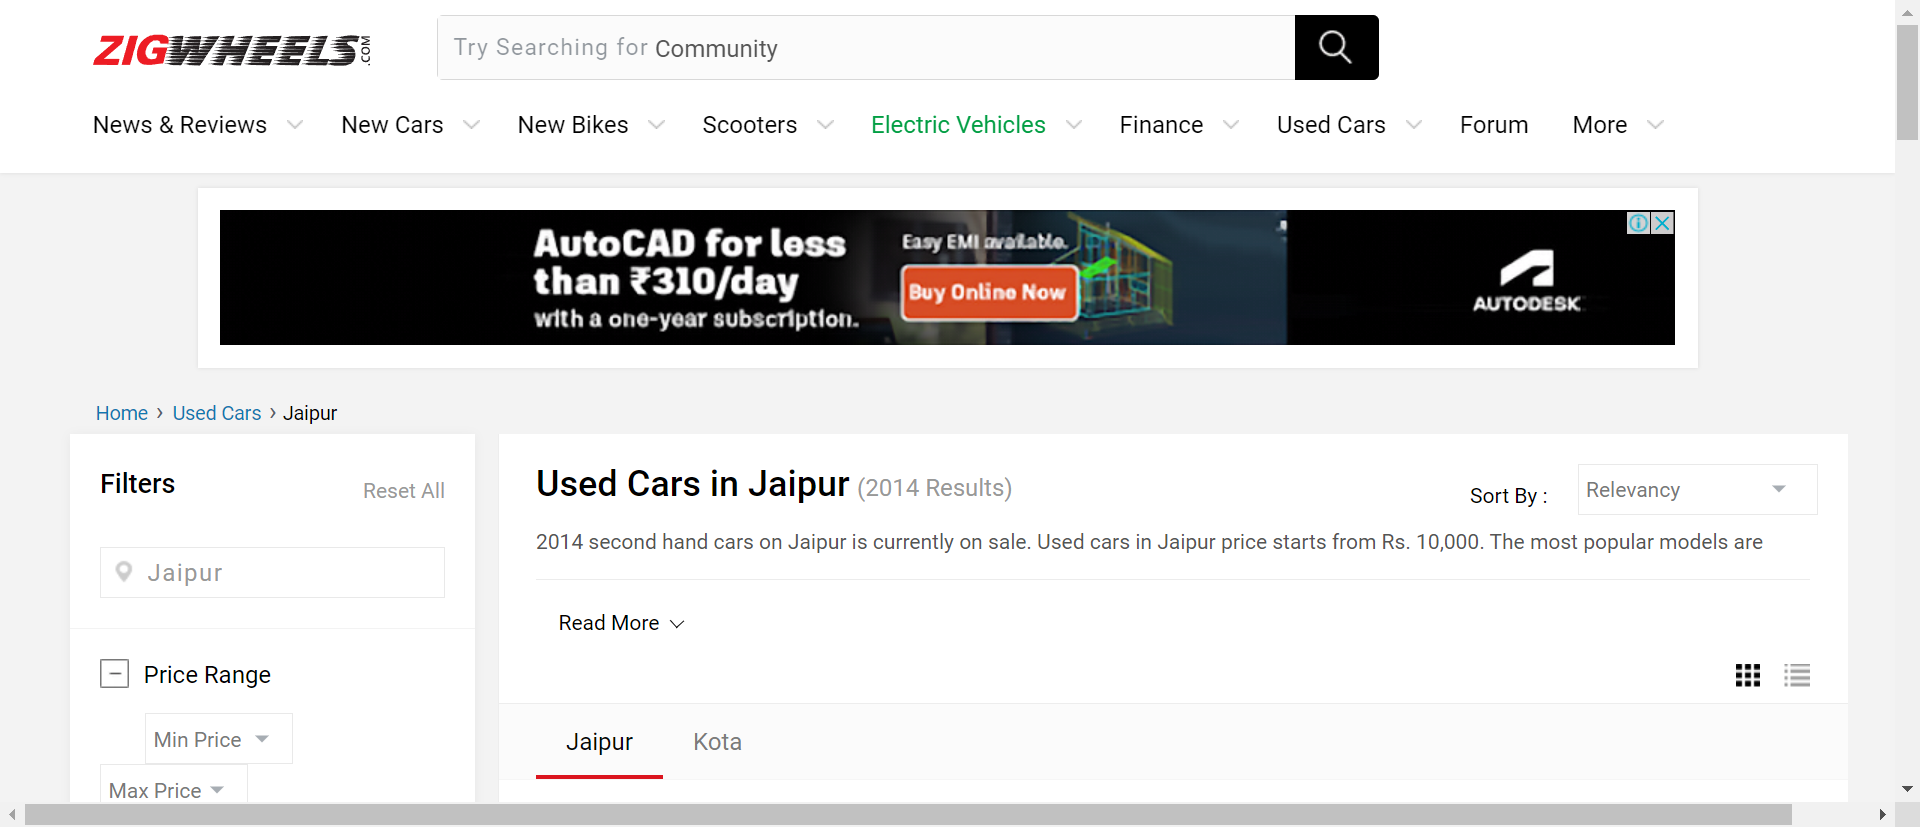 ZIGWHEELS.COM
Try Searching for Community
News & Reviews New Cars New Bikes Scooters Electric Vehicles Finance Used Cars Forum More
AutoCAD for less
than ₹310/day
with a one-year subscription.
Easy EMI available.
Buy Online Now
AUTODESK
Home › Used Cars › Jaipur
Filters
Reset All
Jaipur
Price Range
Min Price
Max Price
Used Cars in Jaipur (2014 Results)
Sort By : Relevancy
2014 second hand cars on Jaipur is currently on sale. Used cars in Jaipur price starts from Rs. 10,000. The most popular models are
Read More
Jaipur Kota